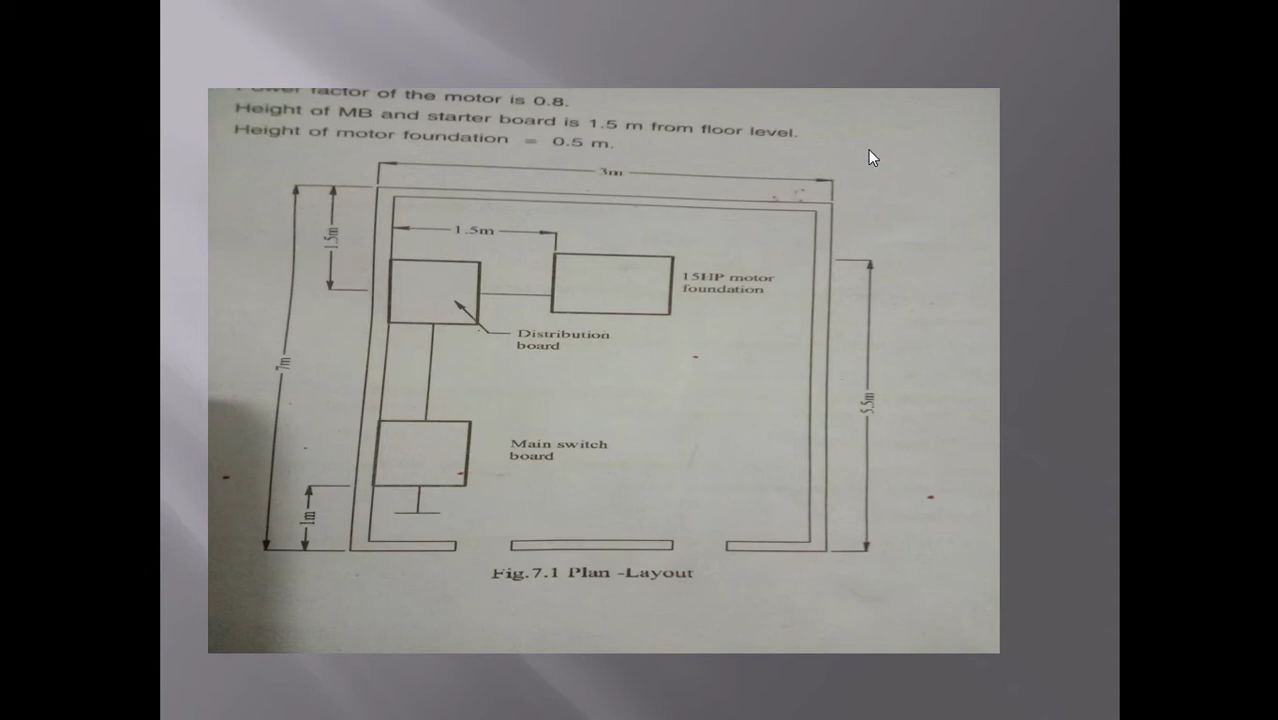 Power factor of the motor is 0.8.
Height of MB and starter board is 1.5 m from floor level.
Height of motor foundation = 0.5 m.
3m
1.5m
1.5m
15HP motor
foundation
Distribution
board
7m
5.5m
Main switch
board
1m
Fig.7.1 Plan -Layout